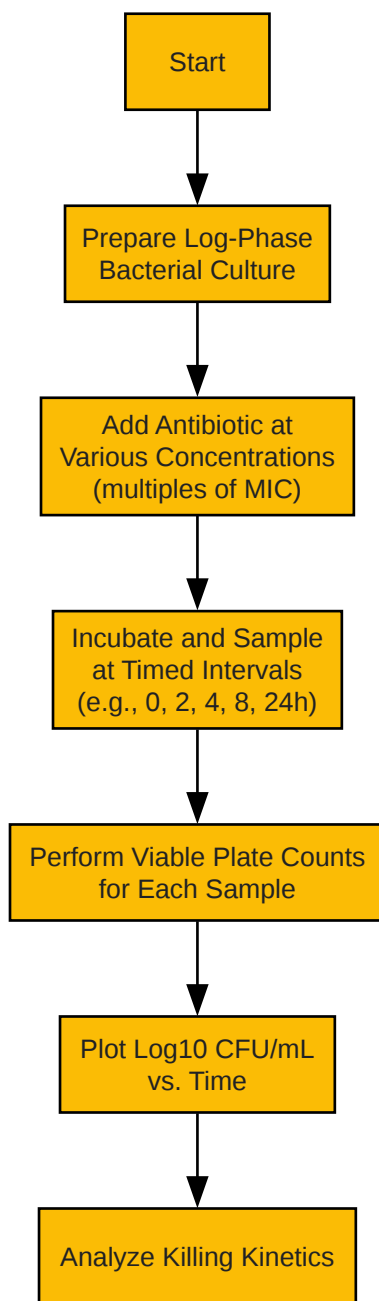 Start
Prepare Log-Phase
Bacterial Culture
Add Antibiotic at
Various Concentrations
(multiples of MIC)
Incubate and Sample
at Timed Intervals
(e.g., 0, 2, 4, 8, 24h)
Perform Viable Plate Counts
for Each Sample
Plot Log10 CFU/mL
vs. Time
Analyze Killing Kinetics